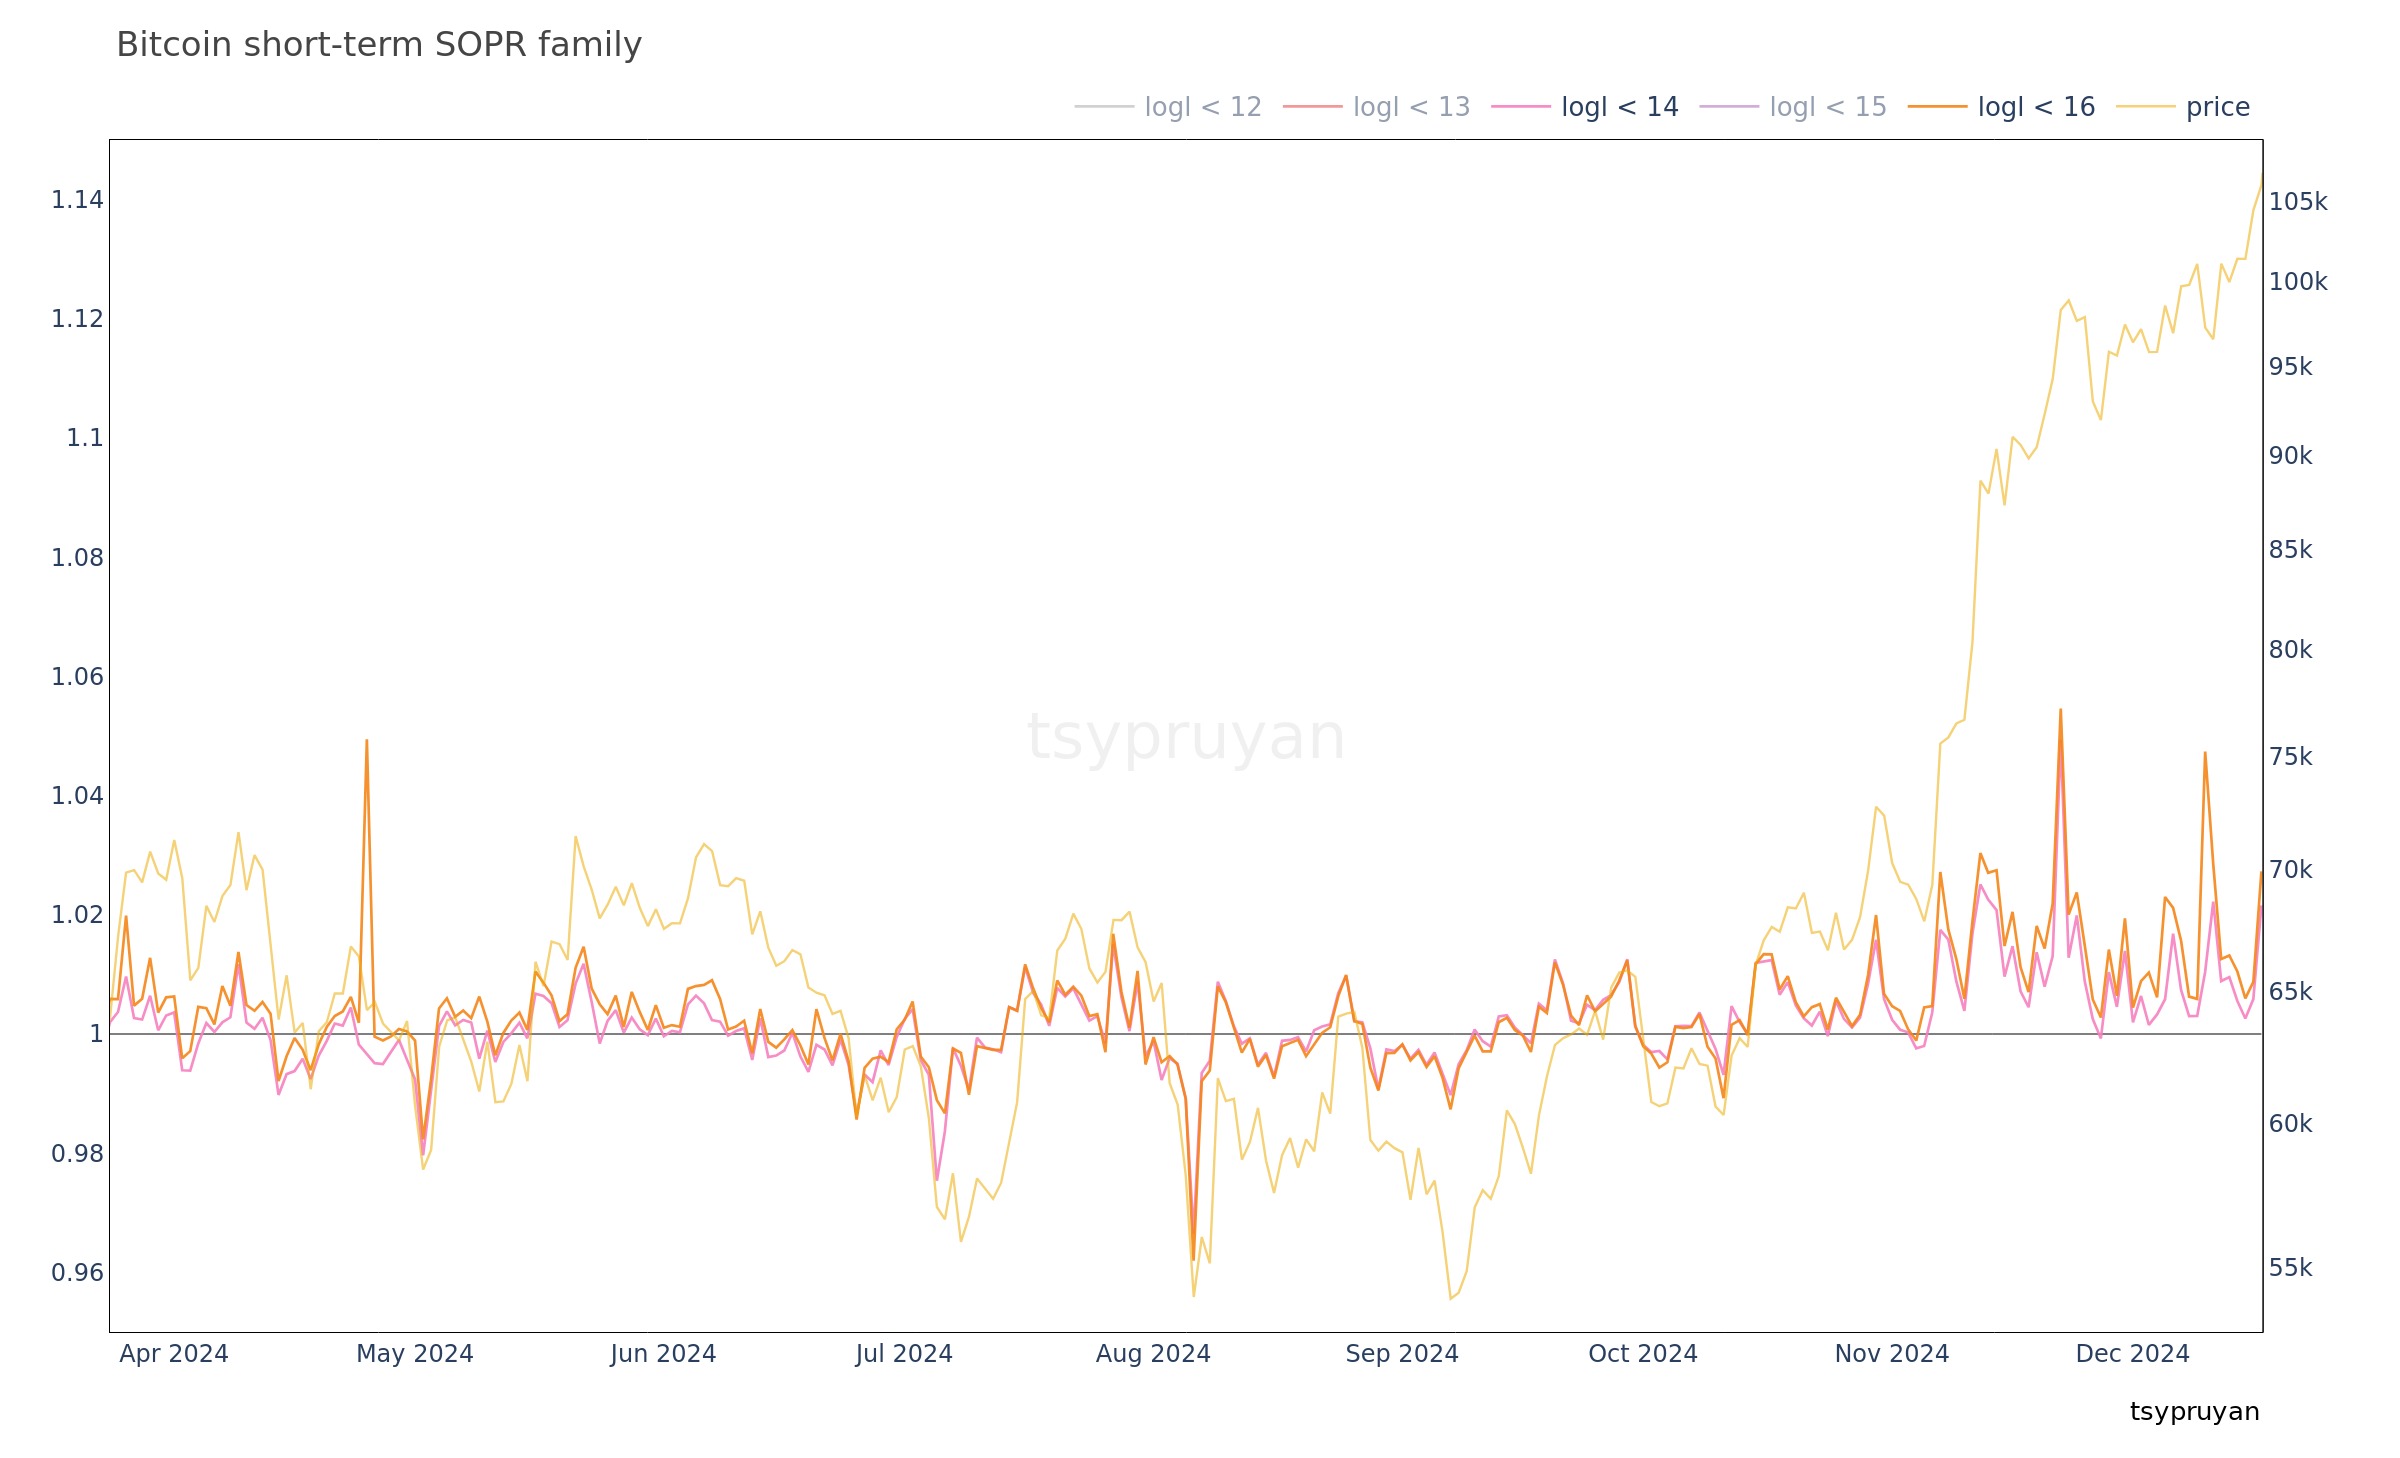 Bitcoin short-term SOPR family
logl < 12 logl < 13 logl < 14 logl < 15 logl < 16 price
1.14
1.12
1.1
1.08
1.06
1.04
1.02
1
0.98
0.96
105k
100k
95k
90k
85k
80k
75k
70k
65k
60k
55k
tsypruyan
Apr 2024 May 2024 Jun 2024 Jul 2024 Aug 2024 Sep 2024 Oct 2024 Nov 2024 Dec 2024
tsypruyan